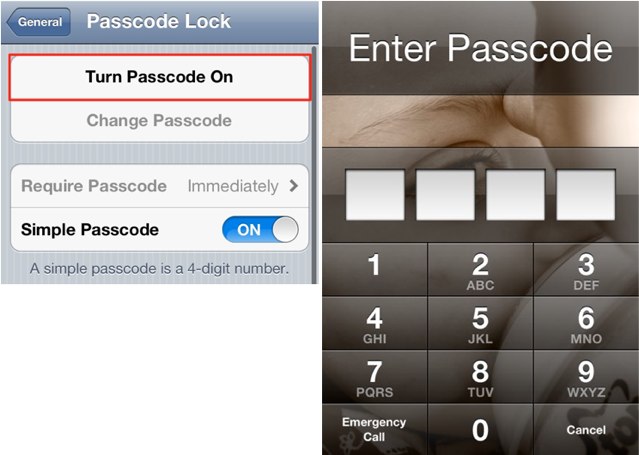 General
Passcode Lock
Turn Passcode On
Change Passcode
Require Passcode Immediately
Simple Passcode ON
A simple passcode is a 4-digit number.
Enter Passcode
1 2 3
ABC DEF
4 5 6
GHI JKL MNO
7 8 9
PQRS TUV WXYZ
Emergency
Call
0
Cancel